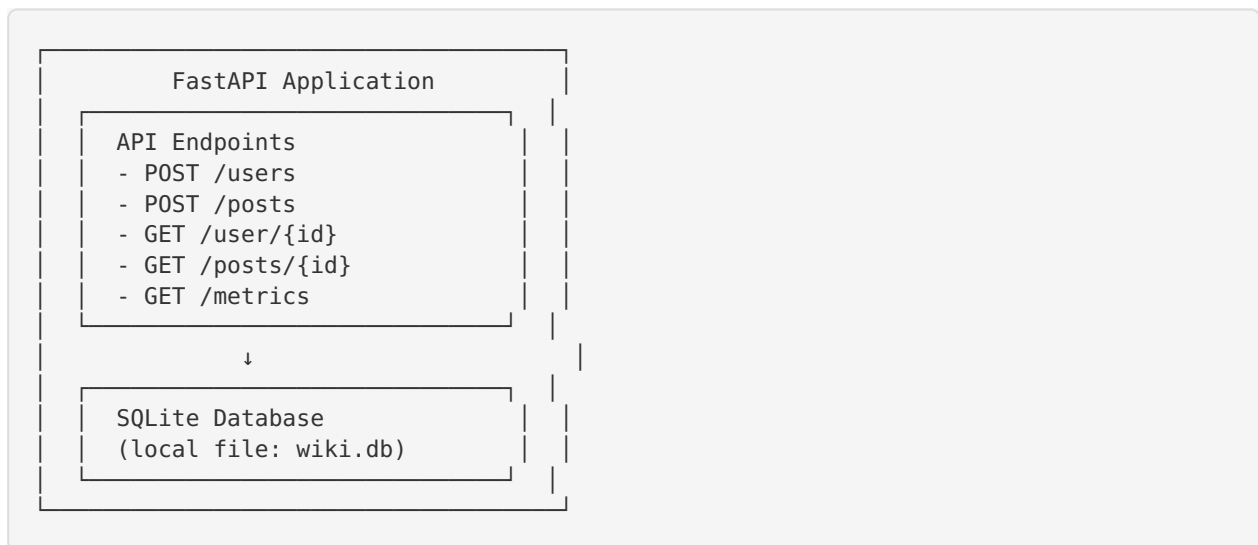 FastAPI Application
API Endpoints
- POST /users
- POST /posts
- GET /user/{id}
- GET /posts/{id}
- GET /metrics
↓
SQLite Database
(local file: wiki.db)